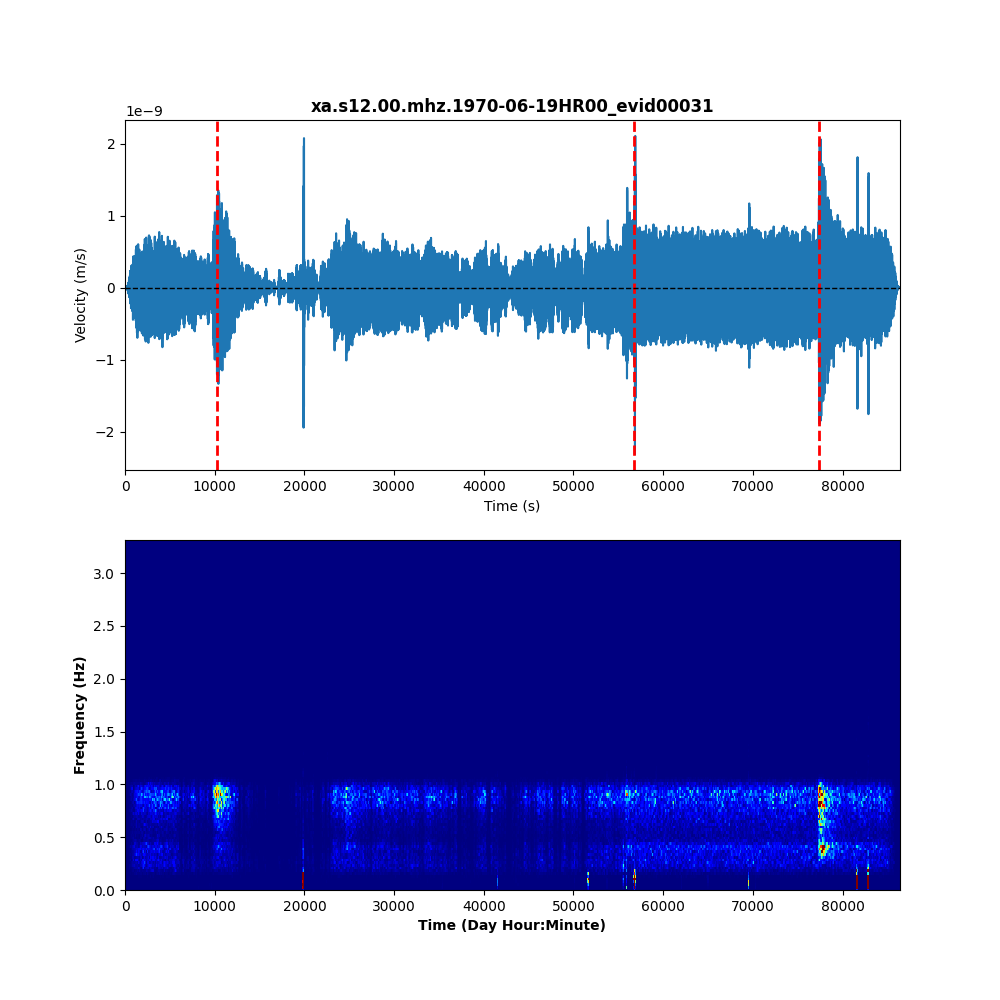 xa.s12.00.mhz.1970-06-19HR00_evid00031
1e−9
2
1
0
−1
−2
Velocity (m/s)
0 10000 20000 30000 40000 50000 60000 70000 80000
Time (s)
3.0
2.5
2.0
1.5
1.0
0.5
0.0
Frequency (Hz)
0 10000 20000 30000 40000 50000 60000 70000 80000
Time (Day Hour:Minute)